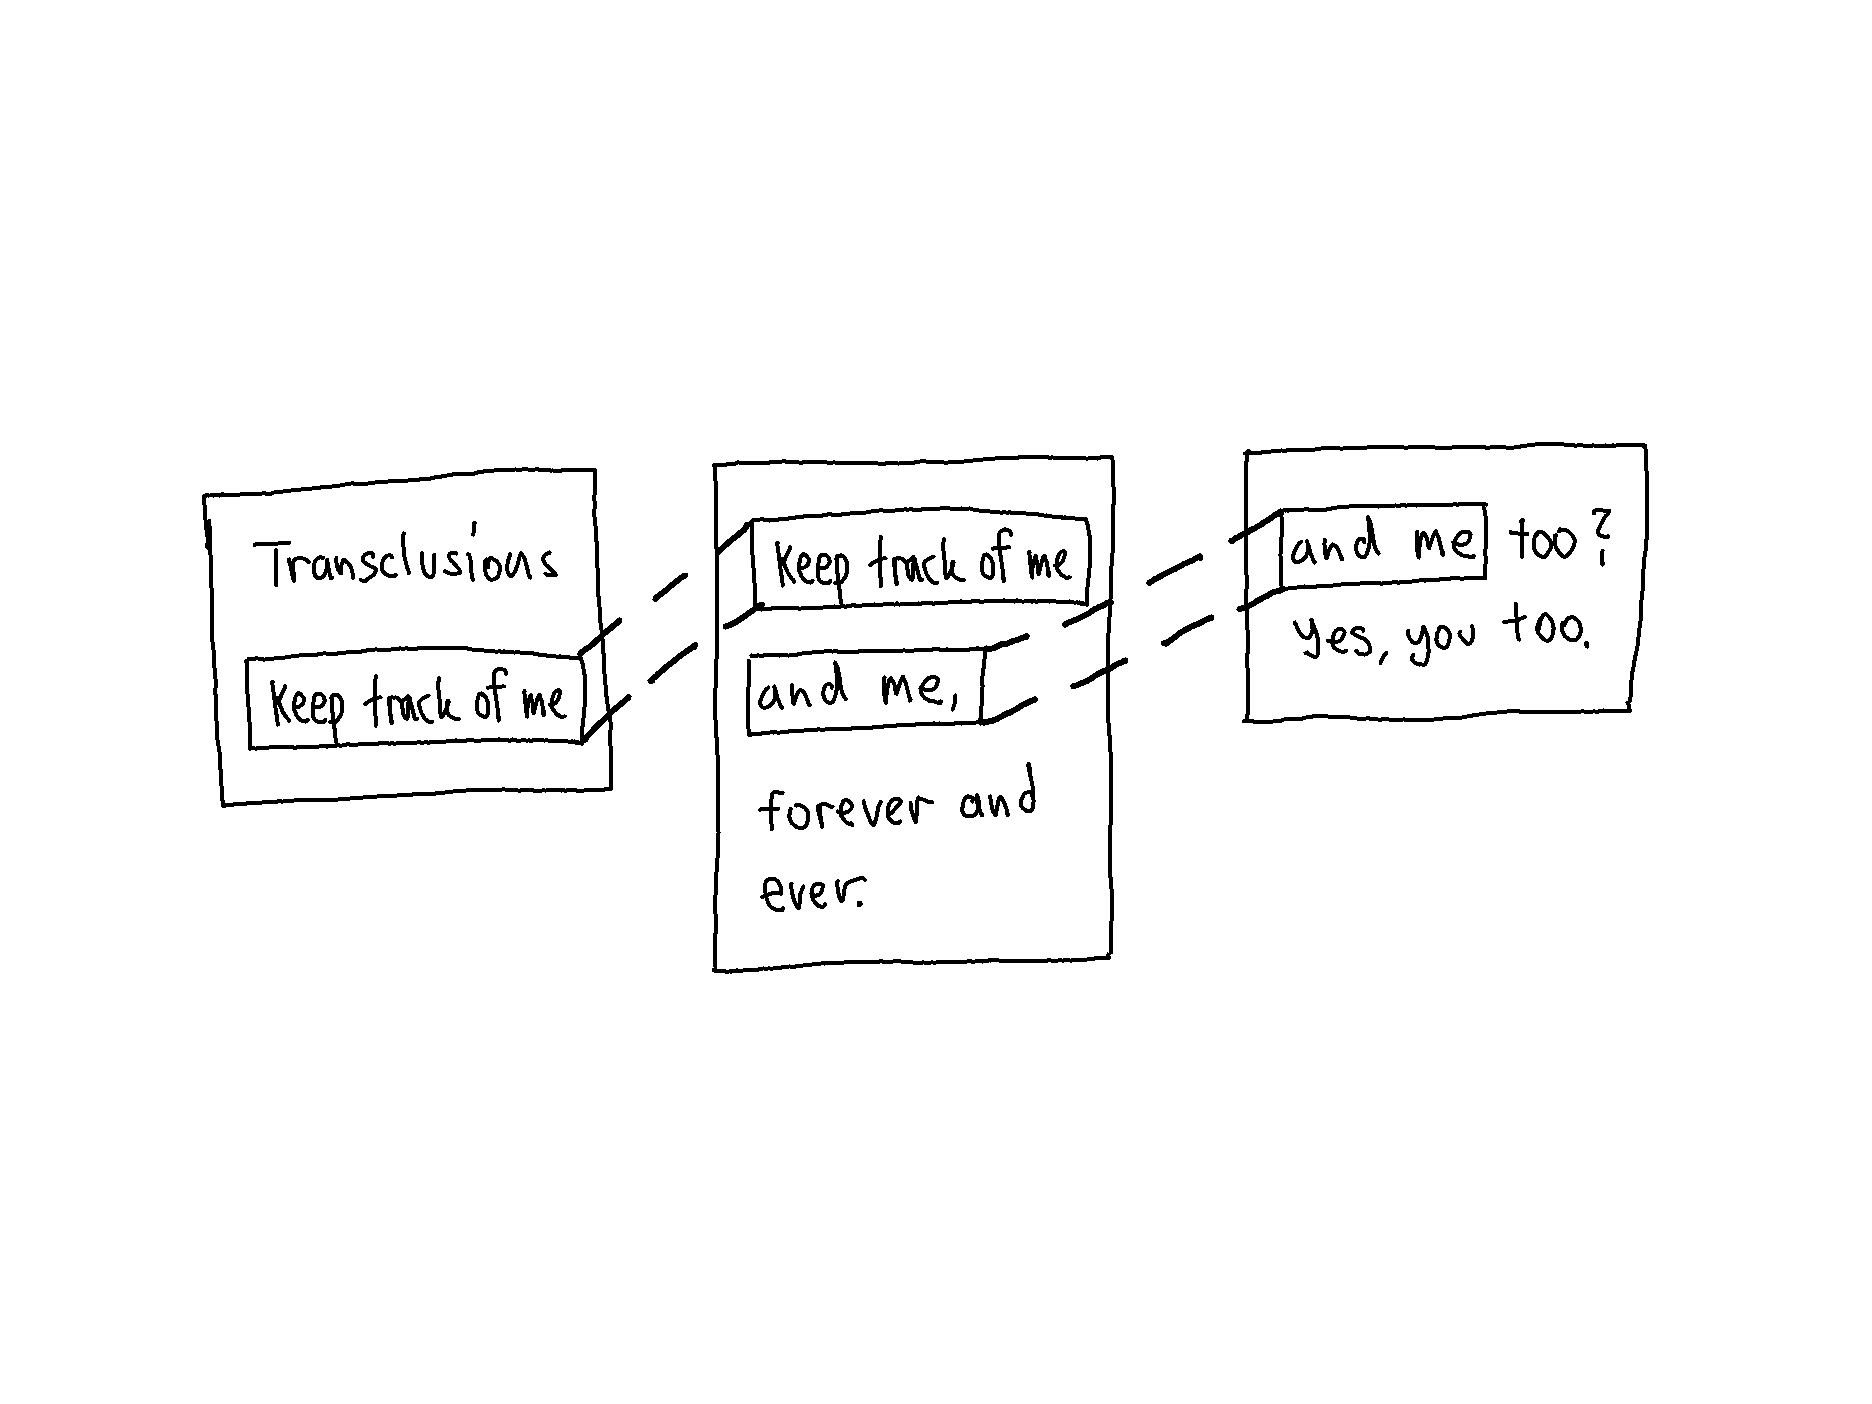 Transclusions
keep track of me
keep track of me
and me,
forever and
ever.
and me too?
yes, you too.